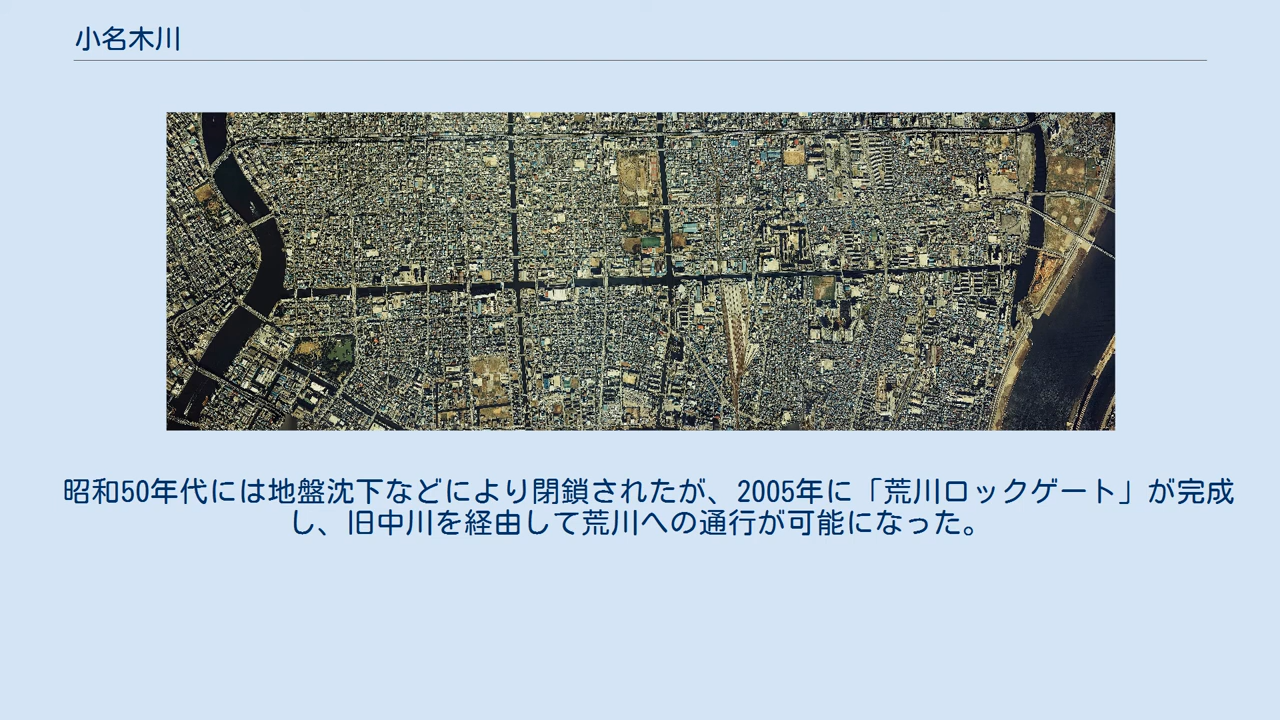 小名木川
昭和50年代には地盤沈下などにより閉鎖されたが、2005年に「荒川ロックゲート」が完成
し、旧中川を経由して荒川への通行が可能になった。